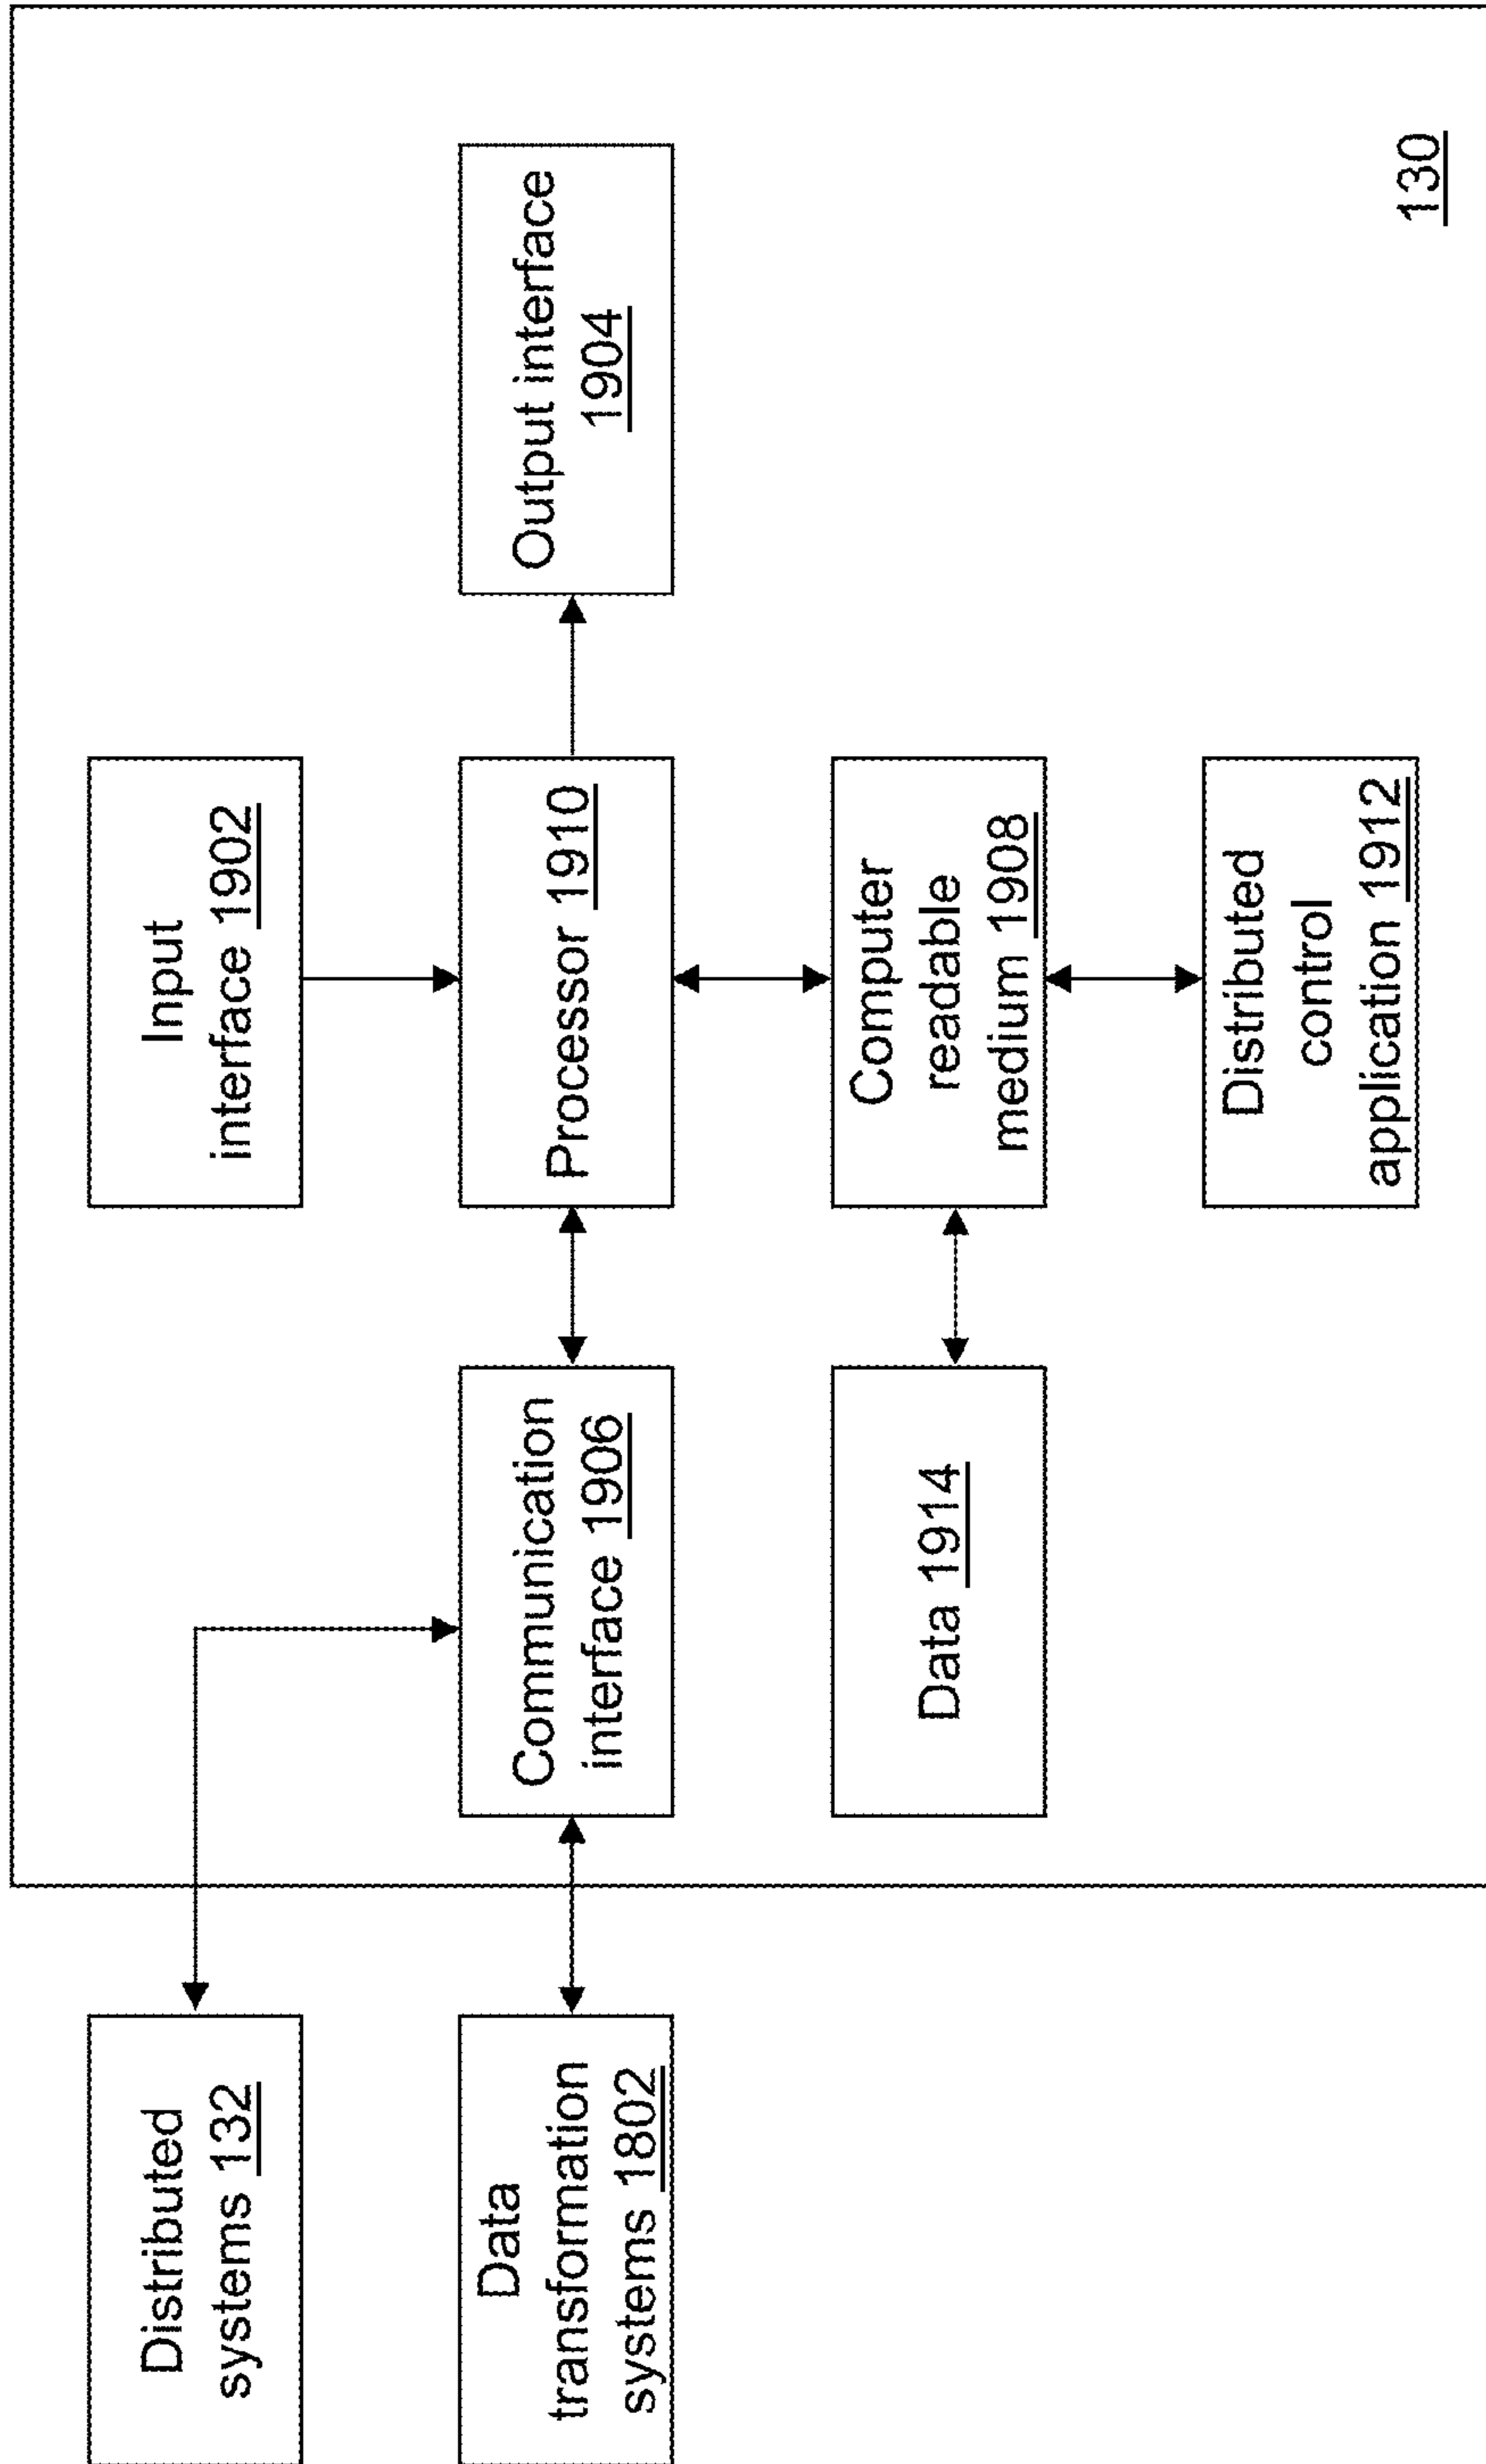 Distributed
systems 132
Data
transformation
systems 1802
Communication
interface 1906
Data 1914
Input
interface 1902
Processor 1910
Computer
readable
medium 1908
Distributed
control
application 1912
Output interface
1904
130